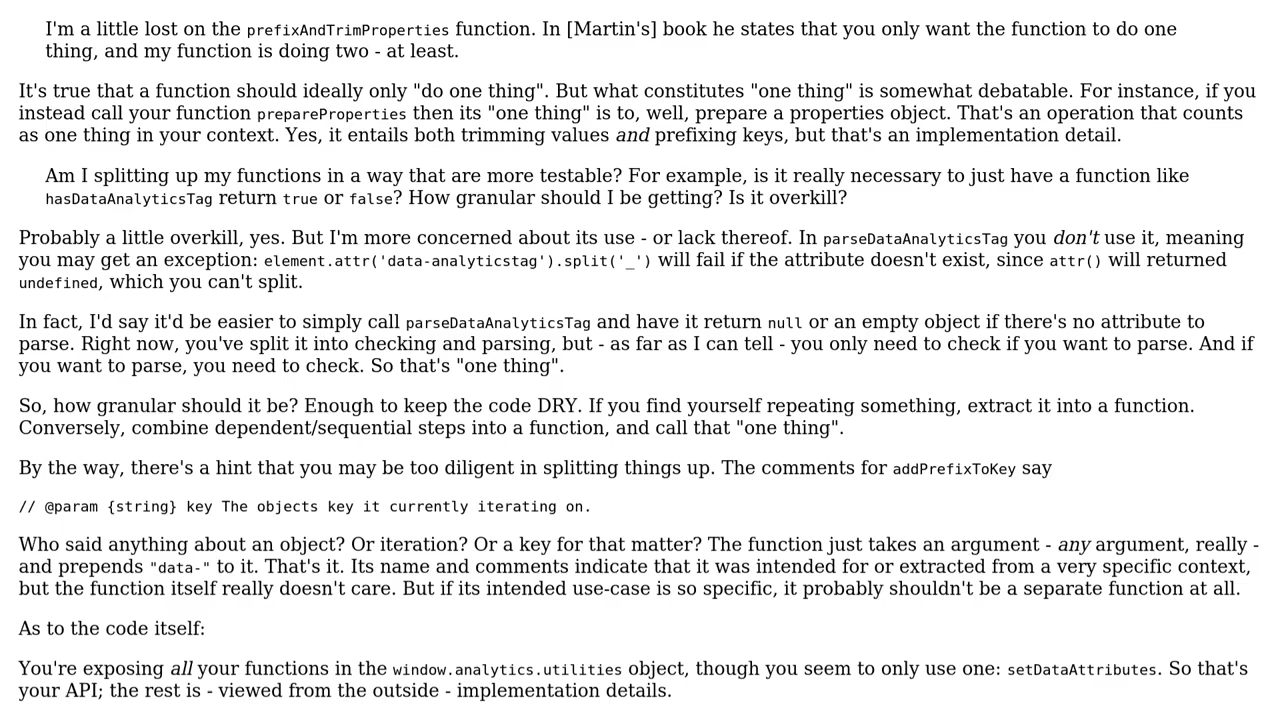 I'm a little lost on the prefixAndTrimProperties function. In [Martin's] book he states that you only want the function to do one
thing, and my function is doing two - at least.
It's true that a function should ideally only "do one thing". But what constitutes "one thing" is somewhat debatable. For instance, if you
instead call your function prepareProperties then its "one thing" is to, well, prepare a properties object. That's an operation that counts
as one thing in your context. Yes, it entails both trimming values and prefixing keys, but that's an implementation detail.
Am I splitting up my functions in a way that are more testable? For example, is it really necessary to just have a function like
hasDataAnalyticsTag return true or false? How granular should I be getting? Is it overkill?
Probably a little overkill, yes. But I'm more concerned about its use - or lack thereof. In parseDataAnalyticsTag you don't use it, meaning
you may get an exception: element.attr('data-analyticstag').split('_') will fail if the attribute doesn't exist, since attr() will returned
undefined, which you can't split.
In fact, I'd say it'd be easier to simply call parseDataAnalyticsTag and have it return null or an empty object if there's no attribute to
parse. Right now, you've split it into checking and parsing, but - as far as I can tell - you only need to check if you want to parse. And if
you want to parse, you need to check. So that's "one thing".
So, how granular should it be? Enough to keep the code DRY. If you find yourself repeating something, extract it into a function.
Conversely, combine dependent/sequential steps into a function, and call that "one thing".
By the way, there's a hint that you may be too diligent in splitting things up. The comments for addPrefixToKey say
// @param {string} key The objects key it currently iterating on.
Who said anything about an object? Or iteration? Or a key for that matter? The function just takes an argument - any argument, really -
and prepends "data-" to it. That's it. Its name and comments indicate that it was intended for or extracted from a very specific context,
but the function itself really doesn't care. But if its intended use-case is so specific, it probably shouldn't be a separate function at all.
As to the code itself:
You're exposing all your functions in the window.analytics.utilities object, though you seem to only use one: setDataAttributes. So that's
your API; the rest is - viewed from the outside - implementation details.